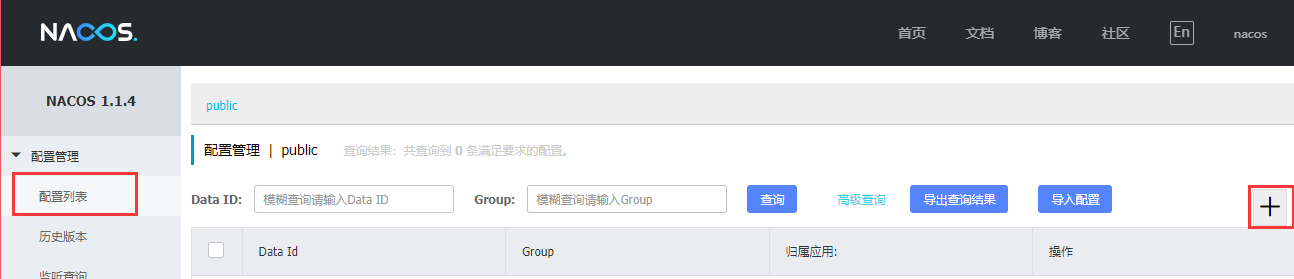 NACOS.
首页 文档 博客 社区 En nacos
NACOS 1.1.4
public
配置管理
配置管理 | public 查询结果：共查询到 0 条满足要求的配置。
配置列表
Data ID: 模糊查询请输入Data ID Group: 模糊查询请输入Group 查询 高级查询 导出查询结果 导入配置
历史版本
Data Id Group 归属应用: 操作
监听查询